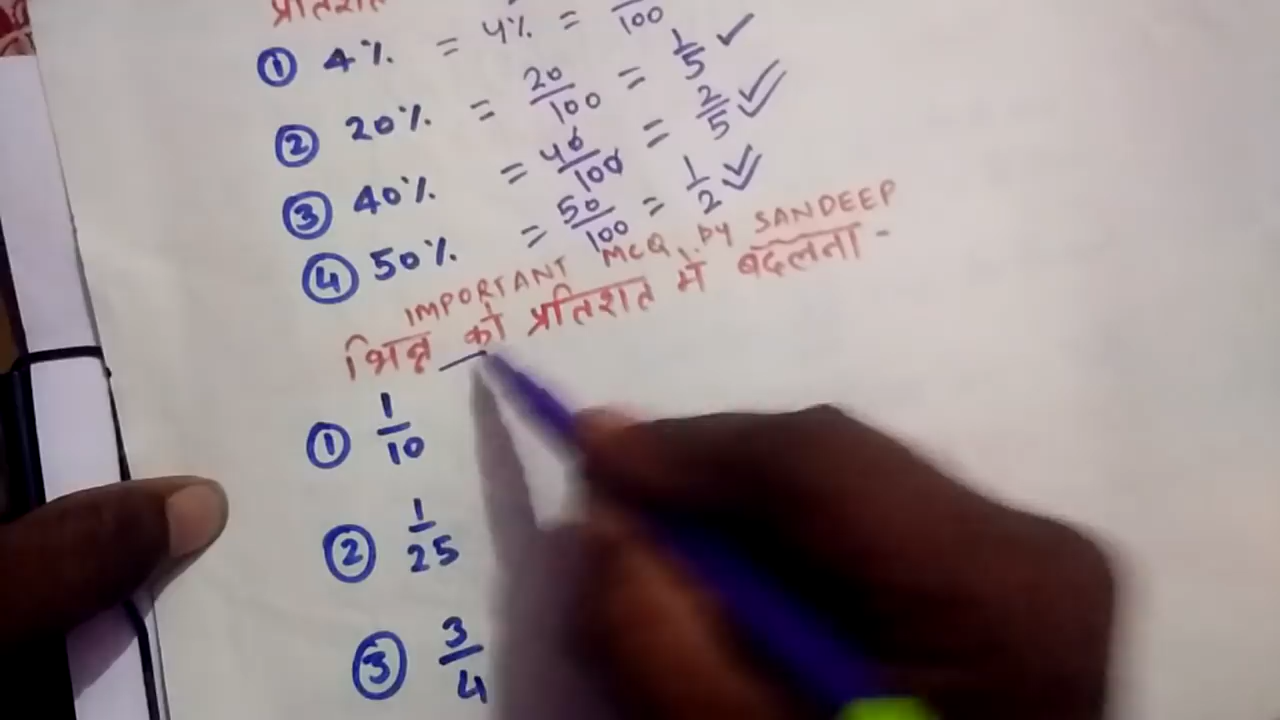 प्रतिशत
① 4% = 4% = 100
② 20% = 20/100 = 1/5 ✓
③ 40% = 40/100 = 2/5 ✓
④ 50% = 50/100 = 1/2 ✓
IMPORTANT MCQ BY SANDEEP
भिन्न को प्रतिशत में बदलना -
① 1/10
② 1/25
③ 3/4